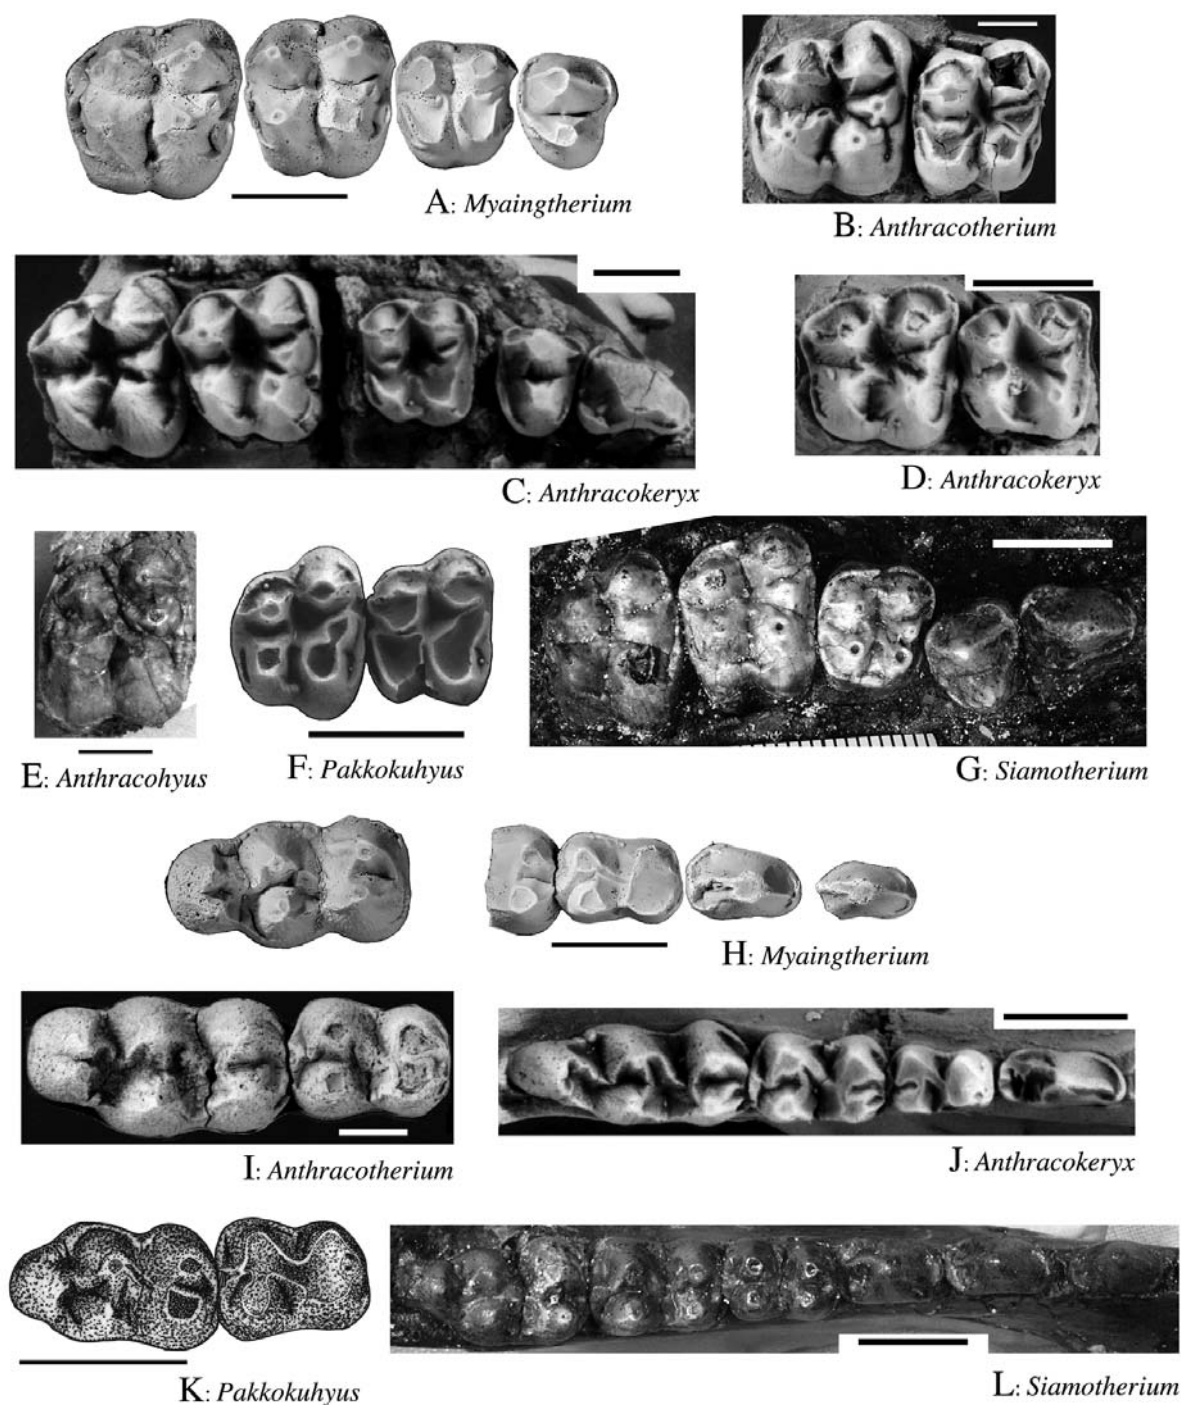 A: Myaingtherium
B: Anthracotherium
C: Anthracokeryx
D: Anthracokeryx
E: Anthracohyus
F: Pakkokuhyus
G: Siamotherium
H: Myaingtherium
I: Anthracotherium
J: Anthracokeryx
K: Pakkokuhyus
L: Siamotherium